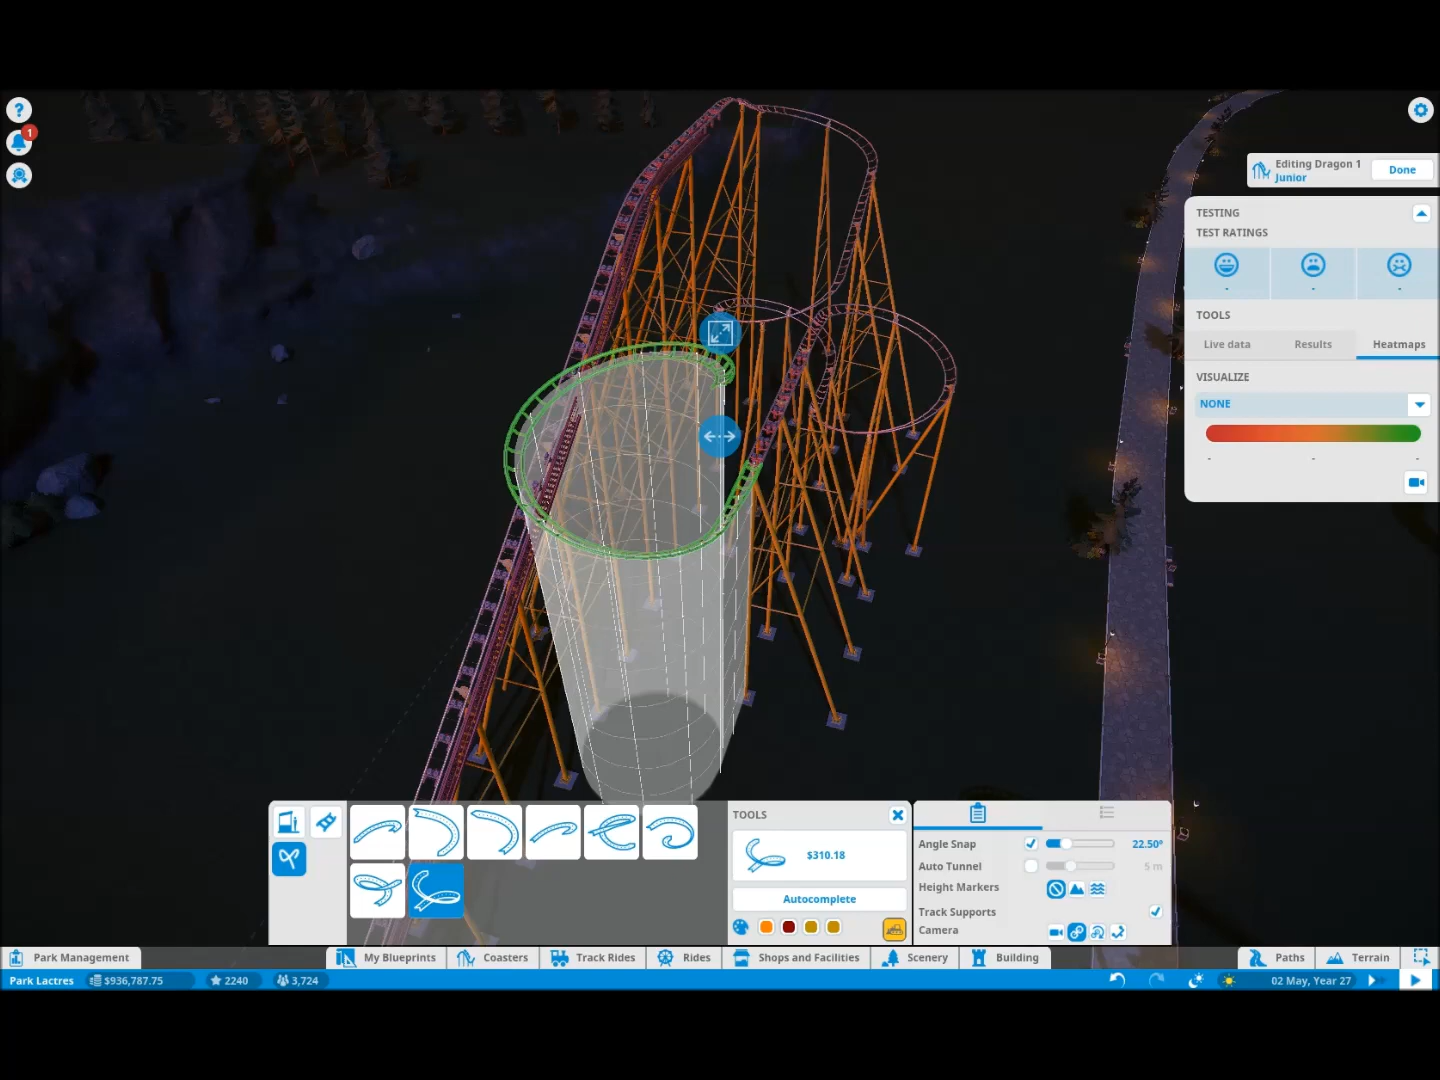 ?
1
Editing Dragon 1
Junior
Done
TESTING
TEST RATINGS
-
-
-
TOOLS
Live data
Results
Heatmaps
VISUALIZE
NONE
-
-
-
TOOLS
$310.18
Autocomplete
Angle Snap
22.50°
Auto Tunnel
5 m
Height Markers
Track Supports
Camera
Park Management
My Blueprints
Coasters
Track Rides
Rides
Shops and Facilities
Scenery
Building
Paths
Terrain
Park Lactres
$936,787.75
2240
3,724
02 May, Year 27